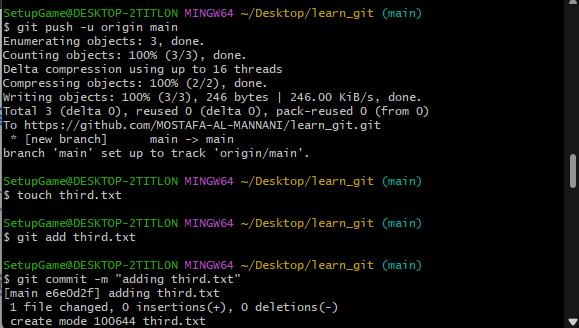 SetupGame@DESKTOP-2TITLON MINGW64 ~/Desktop/learn_git (main)
$ git push -u origin main
Enumerating objects: 3, done.
Counting objects: 100% (3/3), done.
Delta compression using up to 16 threads
Compressing objects: 100% (2/2), done.
Writing objects: 100% (3/3), 246 bytes | 246.00 KiB/s, done.
Total 3 (delta 0), reused 0 (delta 0), pack-reused 0 (from 0)
To https://github.com/MOSTAFA-AL-MANNANI/learn_git.git
 * [new branch]      main -> main
branch 'main' set up to track 'origin/main'.
SetupGame@DESKTOP-2TITLON MINGW64 ~/Desktop/learn_git (main)
$ touch third.txt
SetupGame@DESKTOP-2TITLON MINGW64 ~/Desktop/learn_git (main)
$ git add third.txt
SetupGame@DESKTOP-2TITLON MINGW64 ~/Desktop/learn_git (main)
$ git commit -m "adding third.txt"
[main e6e0d2f] adding third.txt
 1 file changed, 0 insertions(+), 0 deletions(-)
 create mode 100644 third.txt